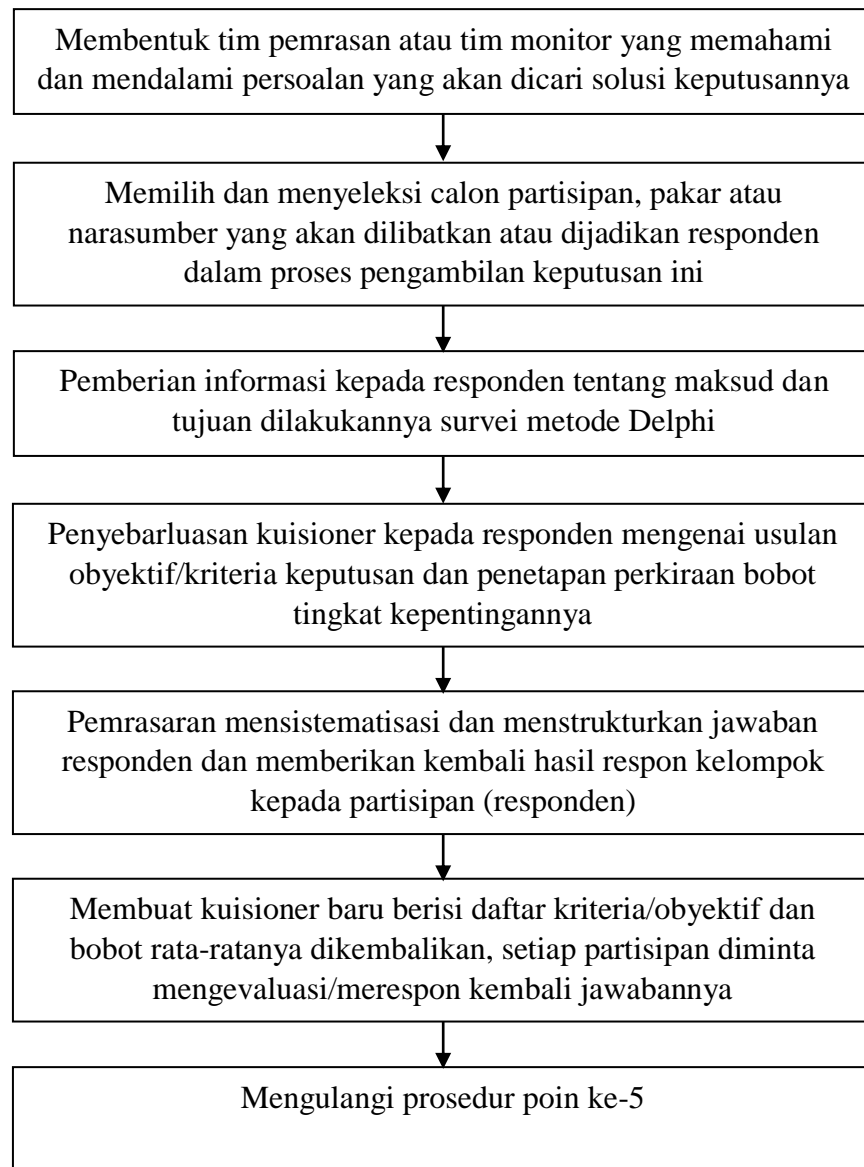 Membentuk tim pemrasan atau tim monitor yang memahami
dan mendalami persoalan yang akan dicari solusi keputusannya
Memilih dan menyeleksi calon partisipan, pakar atau
narasumber yang akan dilibatkan atau dijadikan responden
dalam proses pengambilan keputusan ini
Pemberian informasi kepada responden tentang maksud dan
tujuan dilakukannya survei metode Delphi
Penyebarluasan kuisioner kepada responden mengenai usulan
obyektif/kriteria keputusan dan penetapan perkiraan bobot
tingkat kepentingannya
Pemrasaran mensistematisasi dan menstrukturkan jawaban
responden dan memberikan kembali hasil respon kelompok
kepada partisipan (responden)
Membuat kuisioner baru berisi daftar kriteria/obyektif dan
bobot rata-ratanya dikembalikan, setiap partisipan diminta
mengevaluasi/merespon kembali jawabannya
Mengulangi prosedur poin ke-5